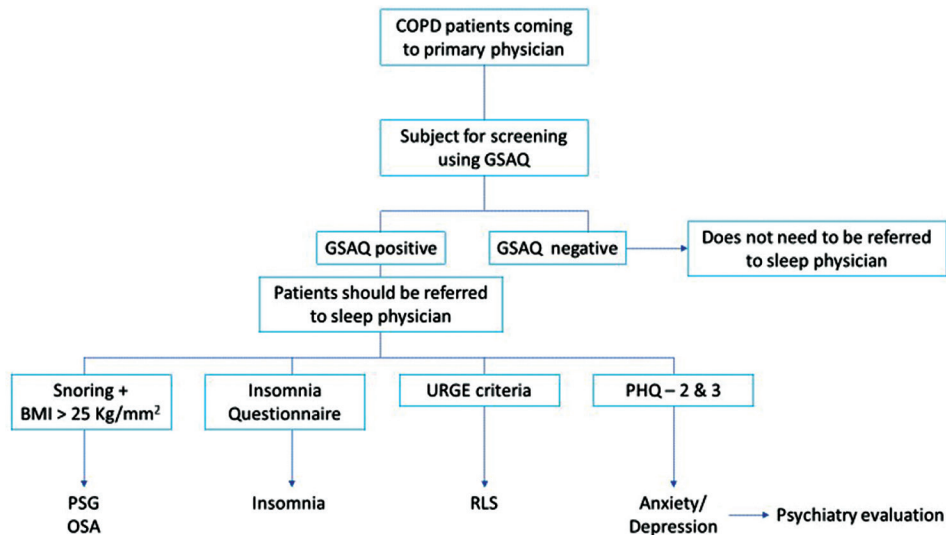 COPD patients coming
to primary physician
Subject for screening
using GSAQ
GSAQ positive
GSAQ negative
Does not need to be referred
to sleep physician
Patients should be referred
to sleep physician
Snoring +
BMI > 25 Kg/mm²
Insomnia
Questionnaire
URGE criteria
PHQ – 2 & 3
PSG
OSA
Insomnia
RLS
Anxiety/
Depression
Psychiatry evaluation